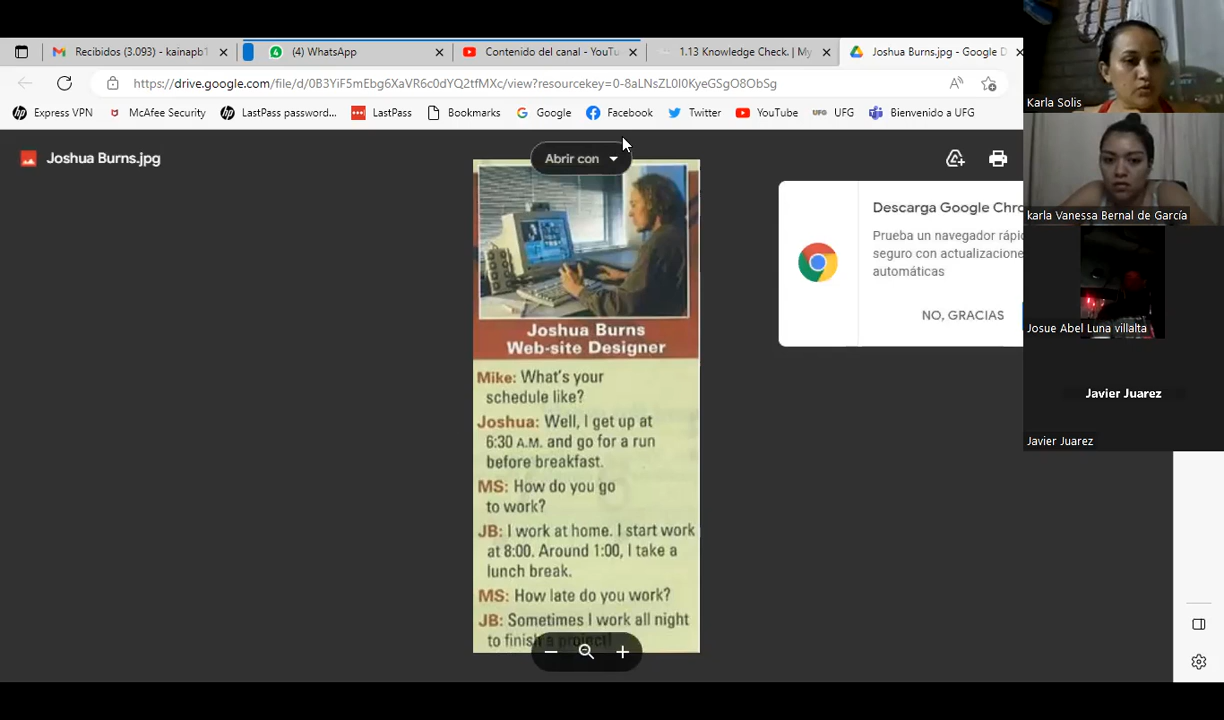 Recibidos (3.093) - kainapb1
(4) WhatsApp
Contenido del canal - YouTu
1.13 Knowledge Check. | My
Joshua Burns.jpg - Google D
https://drive.google.com/file/d/0B3YiF5mEbg6XaVR6c0dYQ2tfMXc/view?resourcekey=0-8aLNsZL0I0KyeGSgO8ObSg
Express VPN
McAfee Security
LastPass password...
LastPass
Bookmarks
Google
Facebook
Twitter
YouTube
UFG
Bienvenido a UFG
Joshua Burns.jpg
Abrir con
Descarga Google Chro
Prueba un navegador rápic
seguro con actualizacione
automáticas
NO, GRACIAS
Joshua Burns
Web-site Designer
Mike: What's your
schedule like?
Joshua: Well, I get up at
6:30 A.M. and go for a run
before breakfast.
MS: How do you go
to work?
JB: I work at home. I start work
at 8:00. Around 1:00, I take a
lunch break.
MS: How late do you work?
JB: Sometimes I work all night
to finish a project!
Karla Solis
karla Vanessa Bernal de García
Josue Abel Luna villalta
Javier Juarez
Javier Juarez